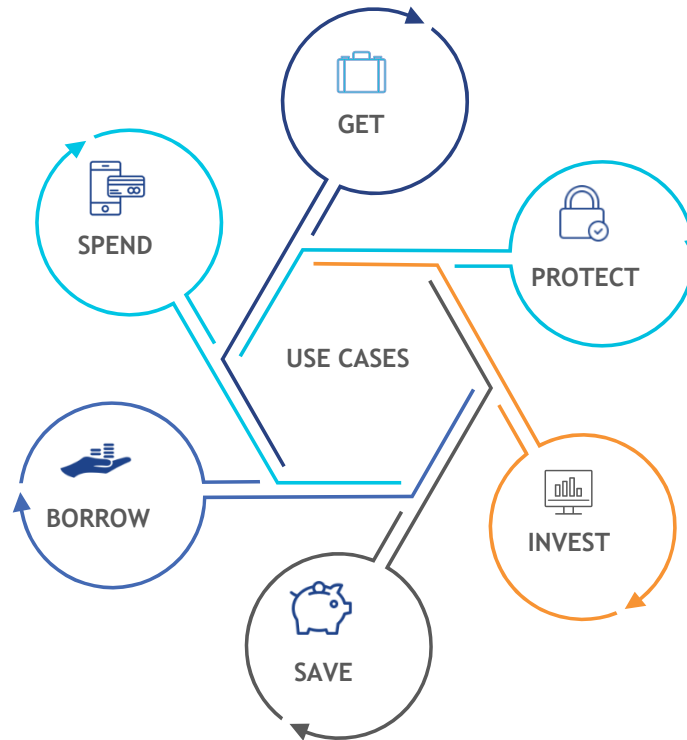 GET
SPEND
PROTECT
USE CASES
BORROW
INVEST
SAVE